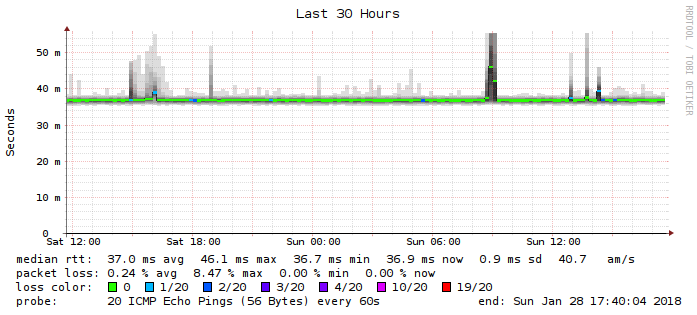 Last 30 Hours
RRDTOOL / TOBI OETIKER
Seconds
50 m
40 m
30 m
20 m
10 m
0
Sat 12:00 Sat 18:00 Sun 00:00 Sun 06:00 Sun 12:00
median rtt: 37.0 ms avg 46.1 ms max 36.7 ms min 36.9 ms now 0.9 ms sd 40.7 am/s
packet loss: 0.24 % avg 8.47 % max 0.00 % min 0.00 % now
loss color: 0 1/20 2/20 3/20 4/20 10/20 19/20
probe: 20 ICMP Echo Pings (56 Bytes) every 60s end: Sun Jan 28 17:40:04 2018